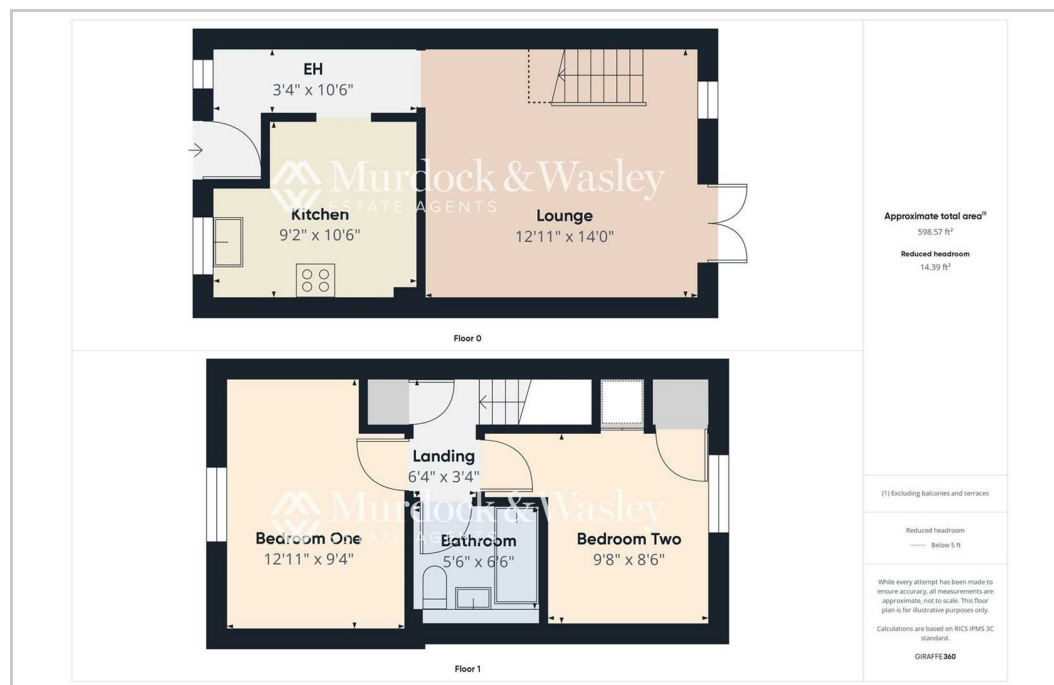 EH
3'4" x 10'6"
Murdock & Wasley
ESTATE AGENTS
Kitchen
9'2" x 10'6"
Lounge
12'11" x 14'0"
Floor 0
Landing
6'4" x 3'4"
Murdock & Wasley
ESTATE AGENTS
Bedroom One
12'11" x 9'4"
Bathroom
5'6" x 6'6"
Bedroom Two
9'8" x 8'6"
Floor 1
Approximate total area(1)
598.57 ft²
Reduced headroom
14.39 ft²
(1) Excluding balconies and terraces
Reduced headroom
Below 5 ft
While every attempt has been made to
ensure accuracy, all measurements are
approximate, not to scale. This floor
plan is for illustrative purposes only.
Calculations are based on RICS IPMS 3C
standard.
GIRAFFE360